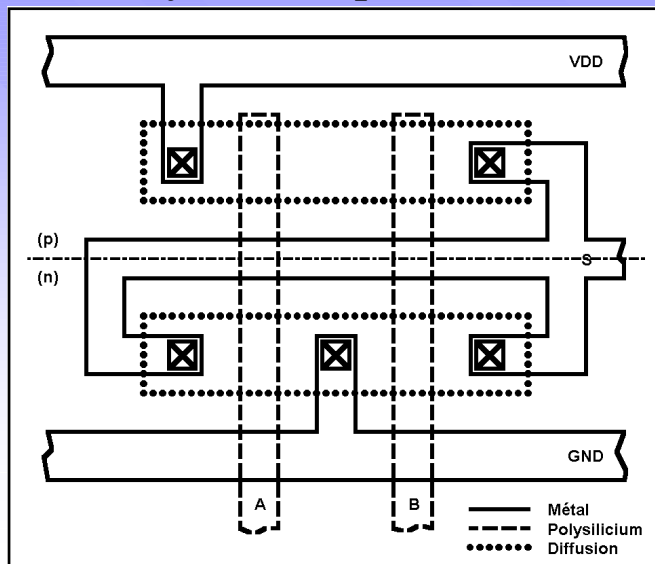 VDD
(p)
S
(n)
GND
A B
Métal
Polysilicium
Diffusion